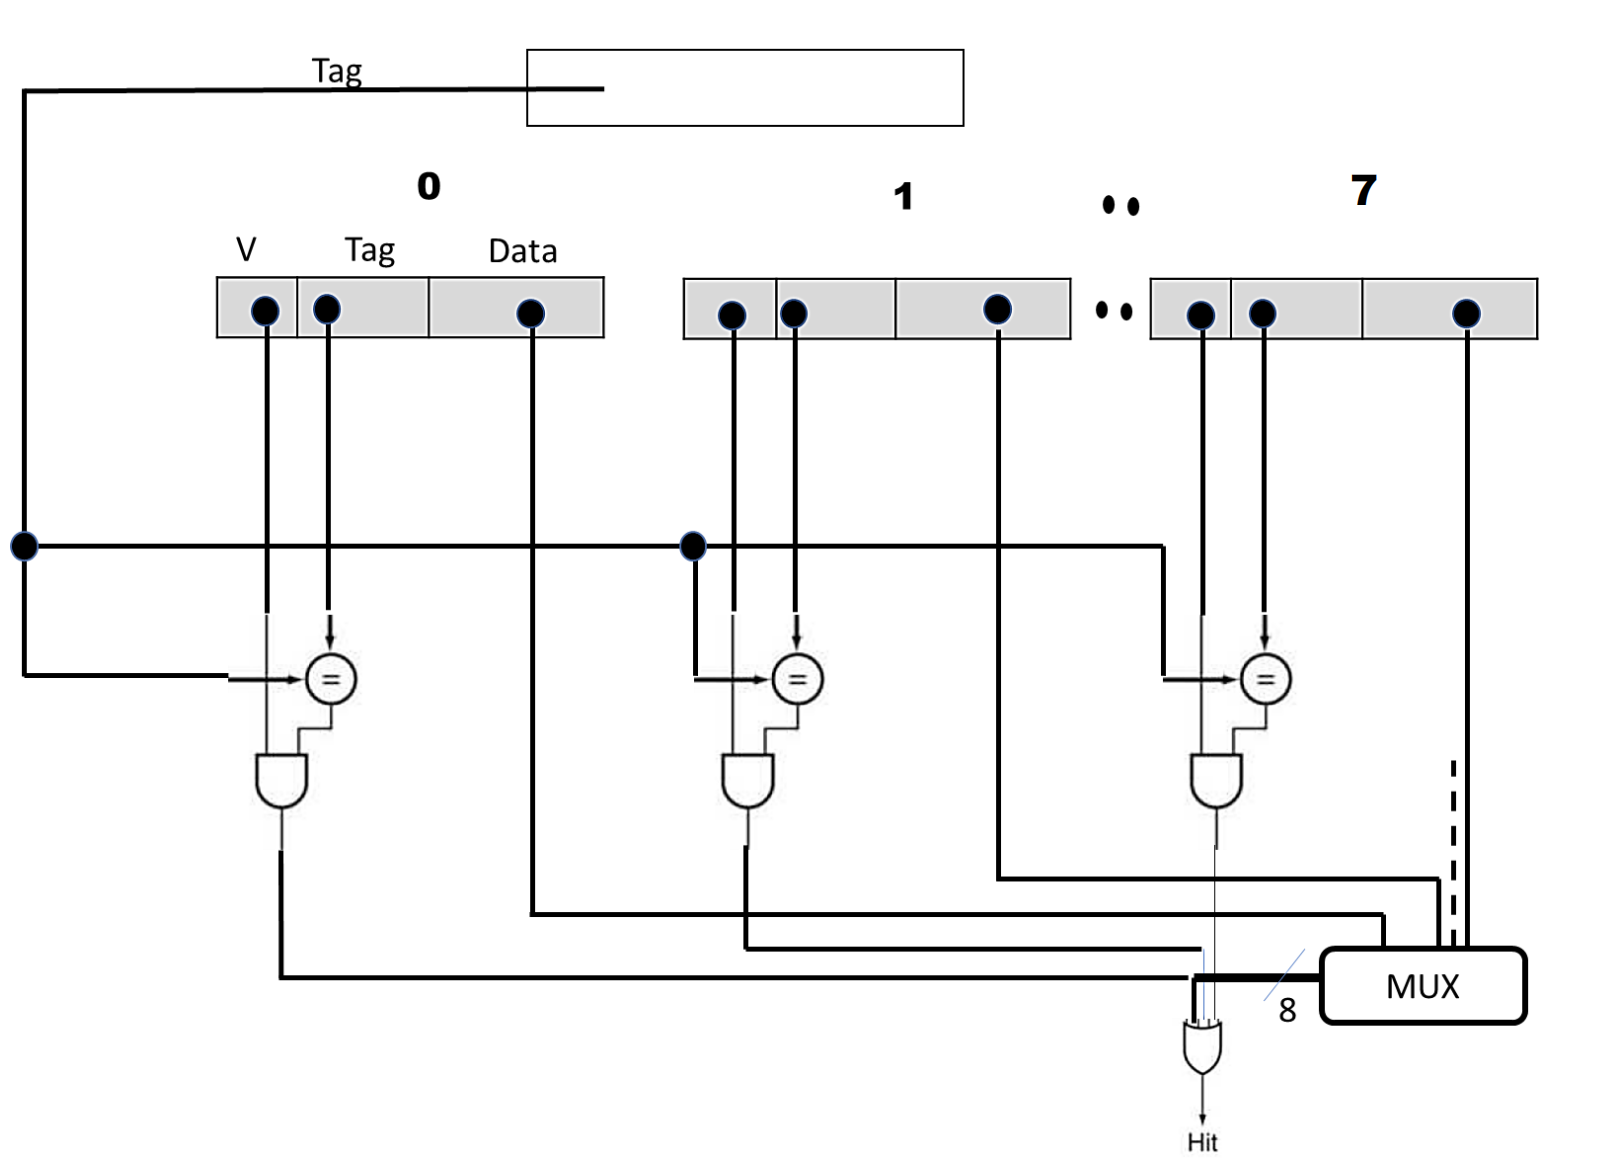 Tag
0 1 7
V Tag Data
= = =
MUX
8
Hit